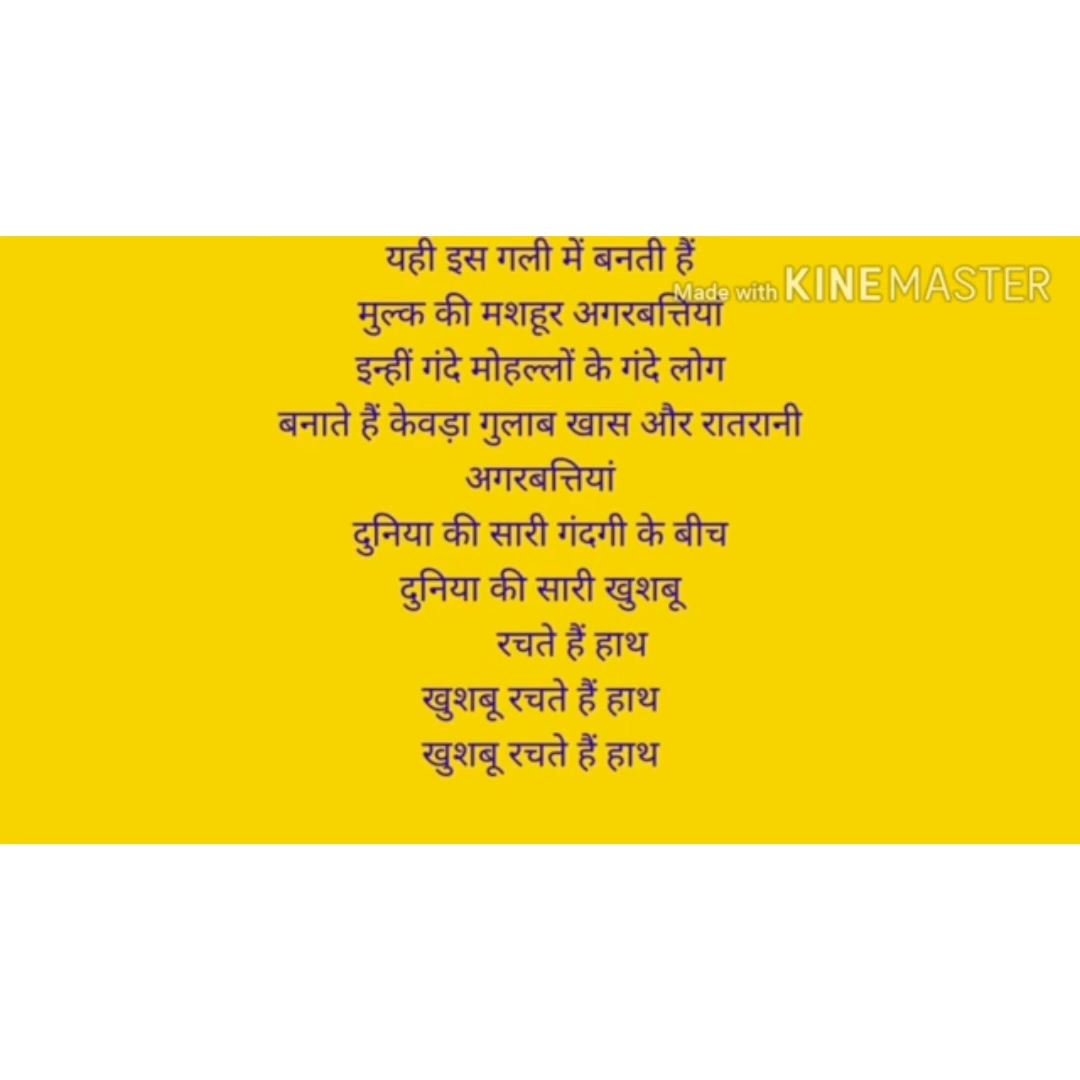 यही इस गली में बनती हैं
Made with KINEMASTER
मुल्क की मशहूर अगरबत्तियां
इन्हीं गंदे मोहल्लों के गंदे लोग
बनाते हैं केवड़ा गुलाब खास और रातरानी
अगरबत्तियां
दुनिया की सारी गंदगी के बीच
दुनिया की सारी खुशबू
रचते हैं हाथ
खुशबू रचते हैं हाथ
खुशबू रचते हैं हाथ